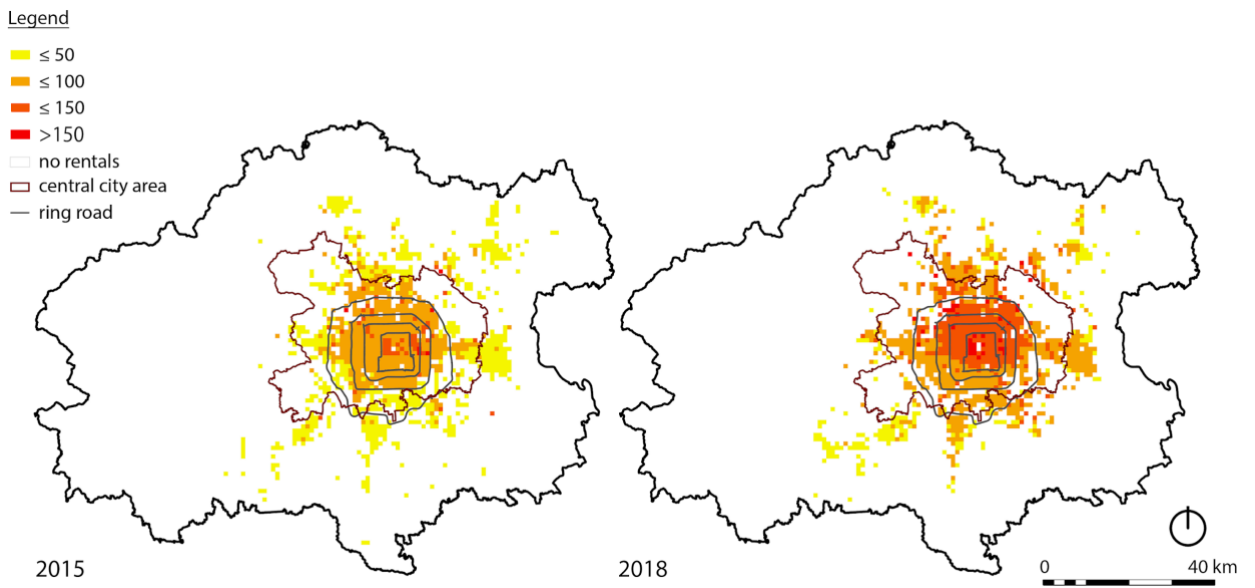 Legend
≤ 50
≤ 100
≤ 150
>150
no rentals
central city area
ring road
2015
2018
0 40 km